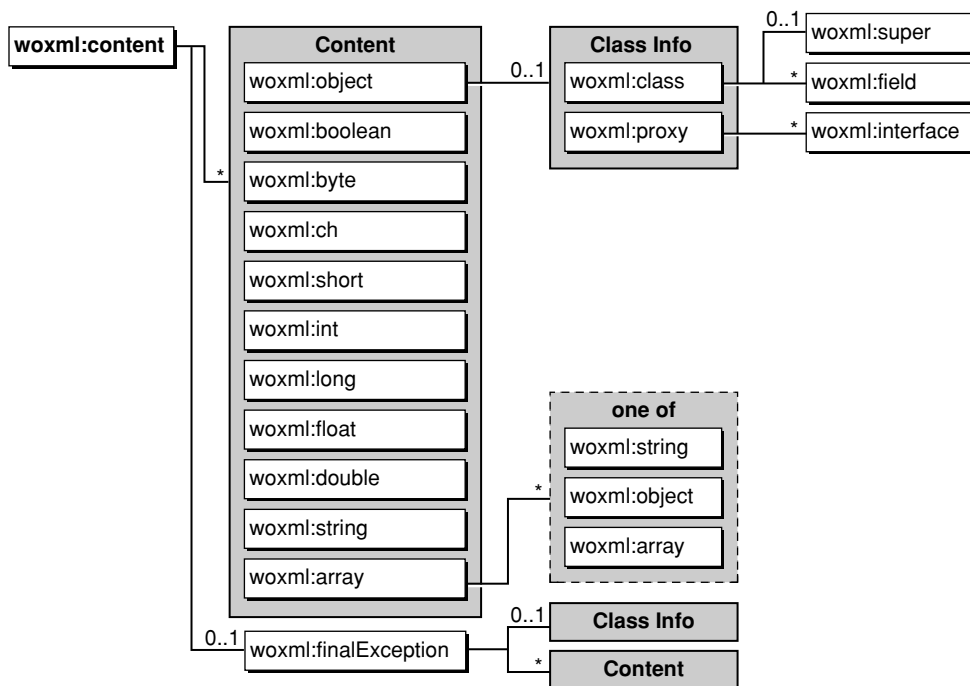 woxml:content
Content
woxml:object
woxml:boolean
woxml:byte
woxml:ch
woxml:short
woxml:int
woxml:long
woxml:float
woxml:double
woxml:string
woxml:array
*
0..1
woxml:finalException
0..1
Class Info
woxml:class
woxml:proxy
0..1
woxml:super
*
woxml:field
*
woxml:interface
*
one of
woxml:string
woxml:object
woxml:array
0..1
Class Info
*
Content